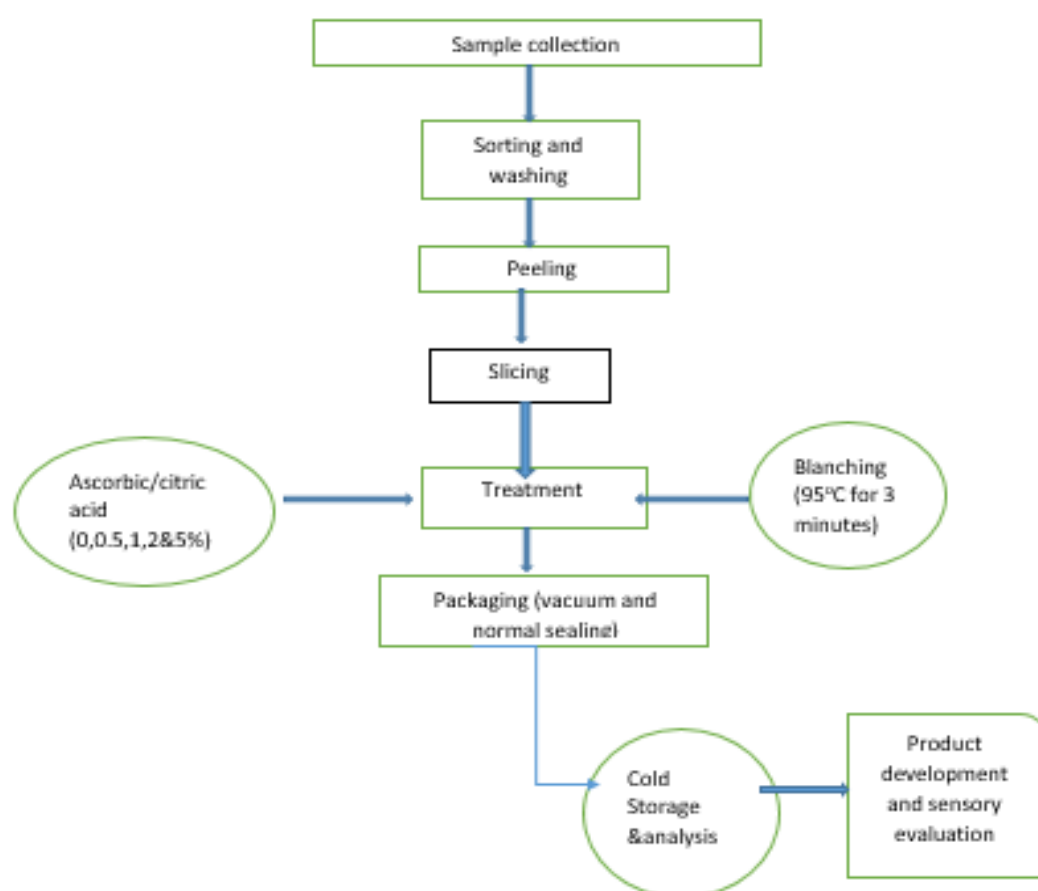 Sample collection
Sorting and
washing
Peeling
Slicing
Ascorbic/citric
acid
(0,0.5,1,2&5%)
Treatment
Blanching
(95°C for 3
minutes)
Packaging (vacuum and
normal sealing)
Cold
Storage
&analysis
Product
development
and sensory
evaluation